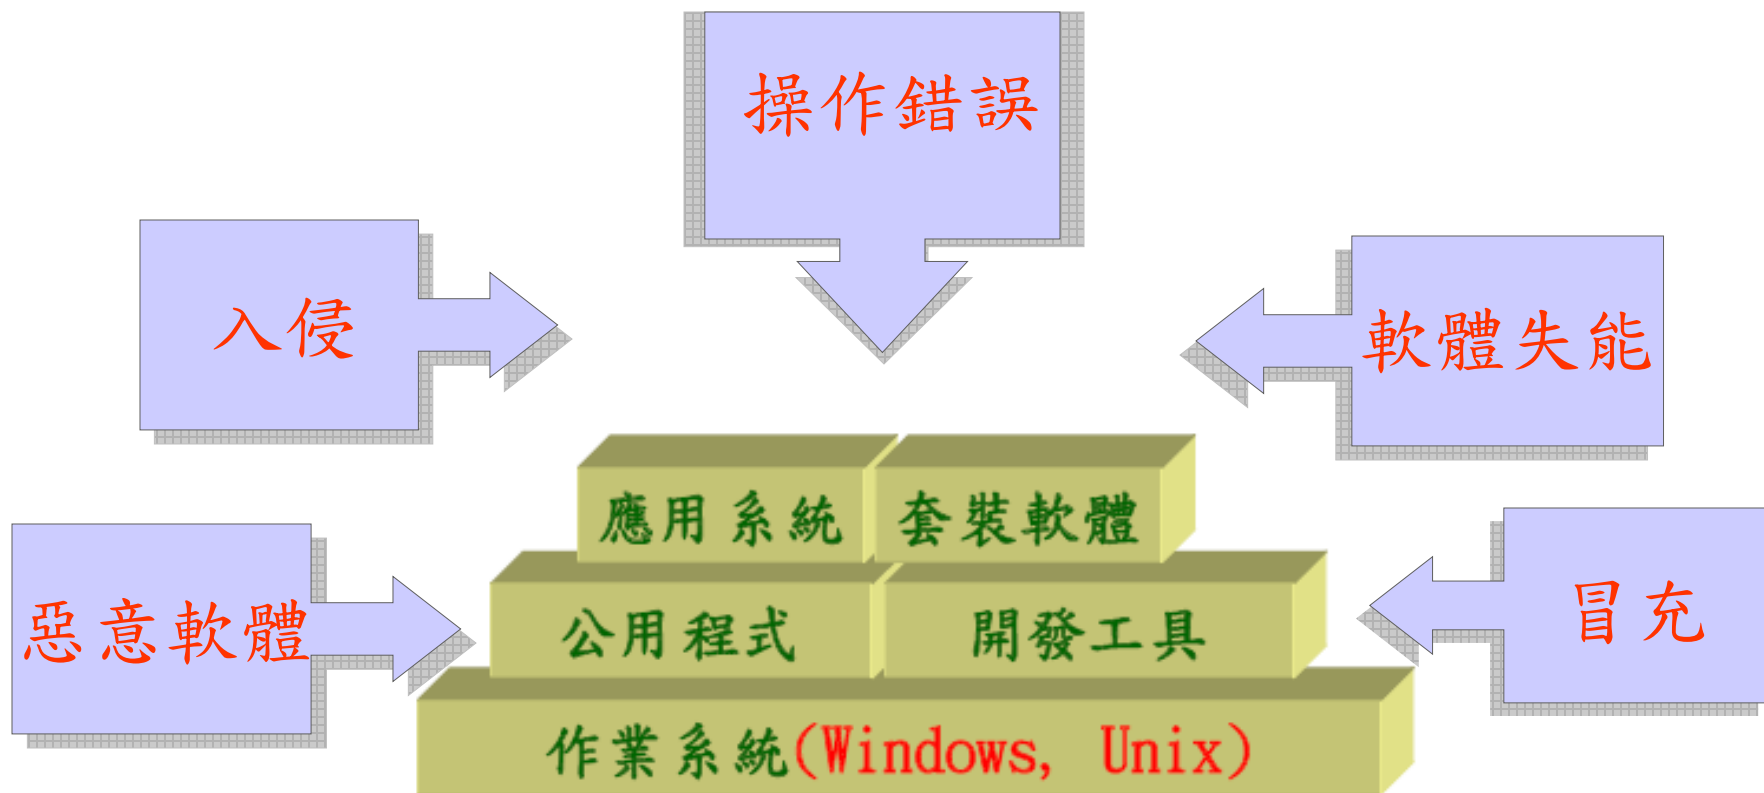 操作錯誤
入侵
軟體失能
應用系統
套裝軟體
惡意軟體
公用程式
開發工具
冒充
作業系統(Windows, Unix)